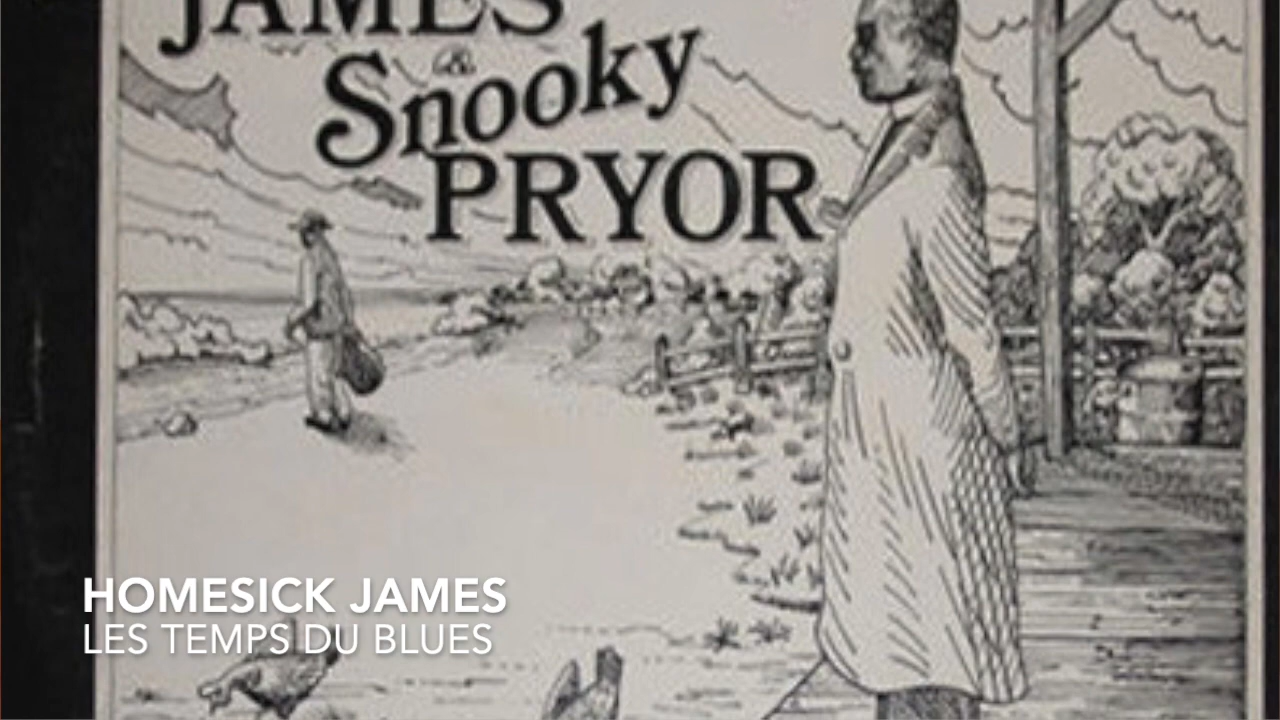 JAMES
&
Snooky
PRYOR
HOMESICK JAMES
LES TEMPS DU BLUES